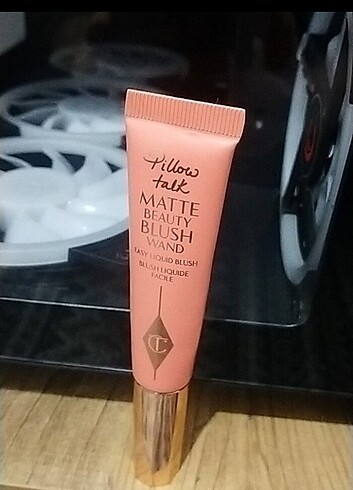 Pillow
talk
MATTE
BEAUTY
BLUSH
WAND
EASY LIQUID BLUSH
BLUSH LIQUIDE
FACILE
CT